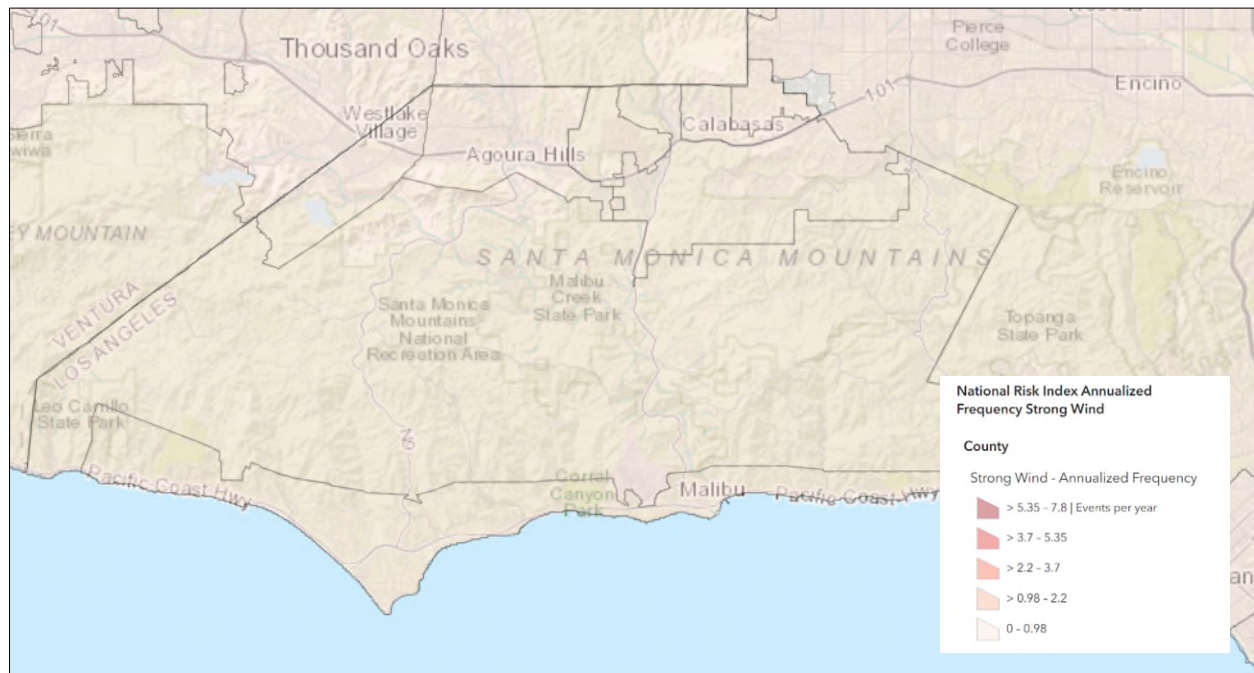 101
Thousand Oaks
Pierce
College
Encino
101
Westlake
Village
Calabasas
Agoura Hills
Encino
Reservoir
EY MOUNTAIN
SANTA MONICA MOUNTAINS
Malibu
Creek
State Park
Santa Monica
Mountains
National
Recreation Area
Topanga
State Park
VENTURA
LOS ANGELES
Leo Carrillo
State Park
Pacific Coast Hwy
Corral
Canyon
Park
Malibu
Pacific Coast Hwy
National Risk Index Annualized
Frequency Strong Wind
County
Strong Wind - Annualized Frequency
> 5.35 - 7.8 | Events per year
> 3.7 - 5.35
> 2.2 - 3.7
> 0.98 - 2.2
0 - 0.98